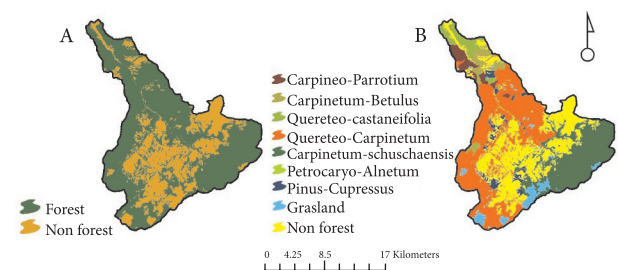 A
B
Carpineo-Parrotium
Carpinetum-Betulus
Quereteo-castaneifolia
Quereteo-Carpinetum
Carpinetum-schuschaensis
Petrocaryo-Alnetum
Pinus-Cupressus
Grasland
Non forest
Forest
Non forest
0 4.25 8.5 17 Kilometers